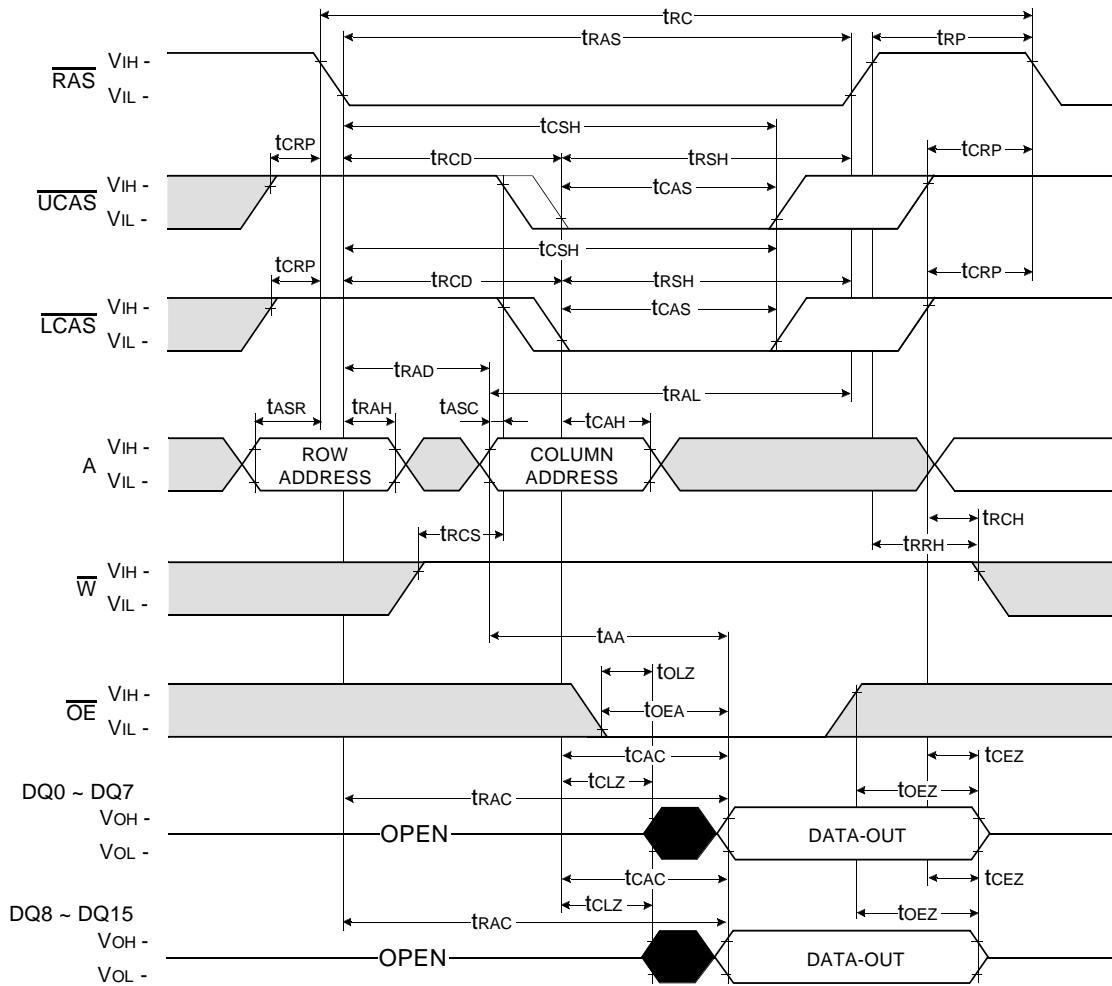 tRC
tRAS tRP
RAS VIH -
VIL -
tCSH
tCRP tRCD tRSH tCRP
UCAS VIH -
VIL -
tCAS
tCSH
tCRP tRCD tRSH tCRP
LCAS VIH -
VIL -
tCAS
tRAD
tRAL
tASR tRAH tASC tCAH
A VIH -
VIL -
ROW
ADDRESS
COLUMN
ADDRESS
tRCS tRCH
tRRH
W VIH -
VIL -
tAA
tOLZ
OE VIH -
VIL -
tOEA
tCAC tCEZ
tCLZ tOEZ
DQ0 ~ DQ7
tRAC
VOH -
VOL -
OPEN DATA-OUT
tCAC tCEZ
tCLZ tOEZ
DQ8 ~ DQ15
tRAC
VOH -
VOL -
OPEN DATA-OUT